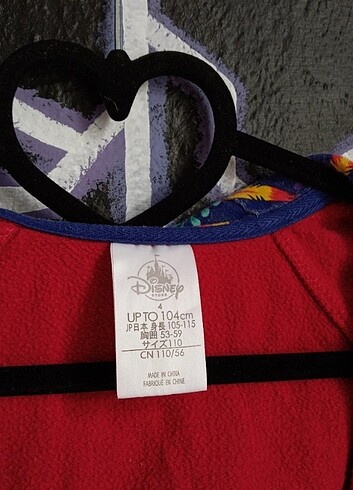 Disney
STORE
4
UP TO 104cm
JP日本 身長 105-115
胸囲 53-59
サイズ110
CN 110/56
MADE IN CHINA
FABRIQUÉ EN CHINE